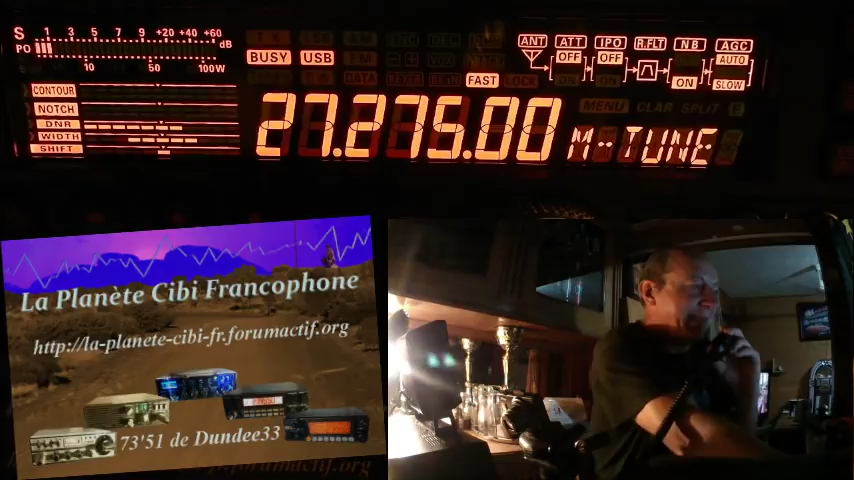 S 1 3 5 7 9 +20 +40 +60 dB
PO 10 50 100W
BUSY USB
FAST
ANT ATT IPO R.FLT NB AGC
OFF OFF AUTO
ON SLOW
MENU CLAR SPLIT
CONTOUR
NOTCH
DNR
WIDTH
SHIFT
27.275.00 M-TUNE
La Planète Cibi Francophone
http://la-planete-cibi-fr.forumactif.org
73'51 de Dundee33